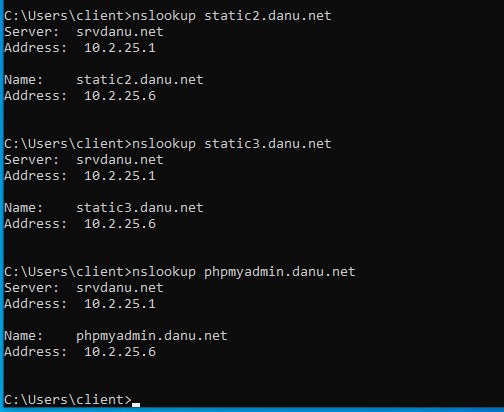 C:\Users\client>nslookup static2.danu.net
Server:  srvdanu.net
Address:  10.2.25.1
Name:    static2.danu.net
Address:  10.2.25.6
C:\Users\client>nslookup static3.danu.net
Server:  srvdanu.net
Address:  10.2.25.1
Name:    static3.danu.net
Address:  10.2.25.6
C:\Users\client>nslookup phpmyadmin.danu.net
Server:  srvdanu.net
Address:  10.2.25.1
Name:    phpmyadmin.danu.net
Address:  10.2.25.6
C:\Users\client>